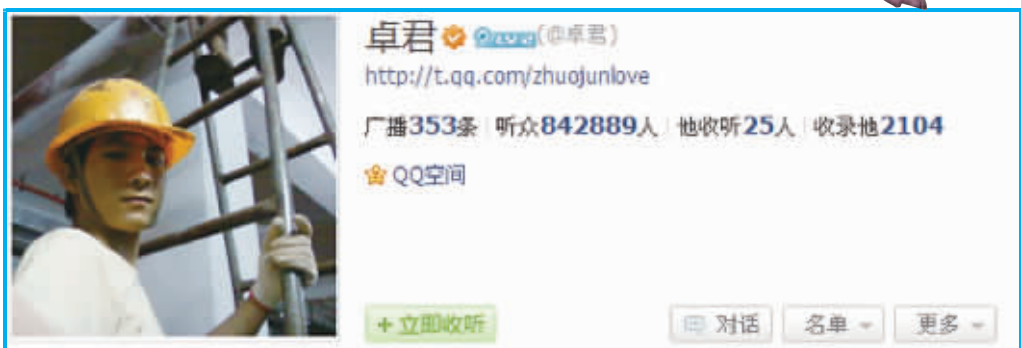 卓君 (@卓君)
http://t.qq.com/zhuojunlove
广播353条 听众842889人 他收听25人 收录他2104
QQ空间
+立即收听 对话 名单 更多